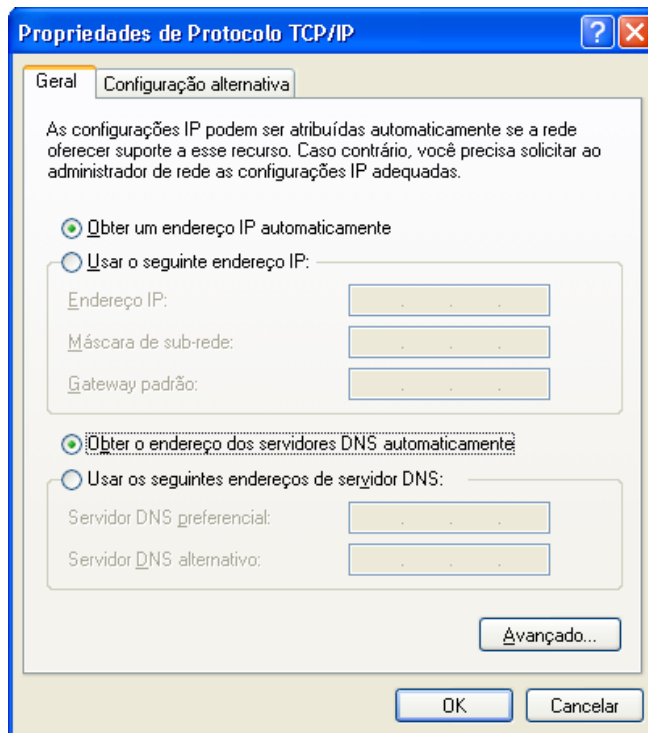 Propriedades de Protocolo TCP/IP
Geral
Configuração alternativa
As configurações IP podem ser atribuídas automaticamente se a rede
oferecer suporte a esse recurso. Caso contrário, você precisa solicitar ao
administrador de rede as configurações IP adequadas.
Obter um endereço IP automaticamente
Usar o seguinte endereço IP:
Endereço IP:
Máscara de sub-rede:
Gateway padrão:
Obter o endereço dos servidores DNS automaticamente
Usar os seguintes endereços de servidor DNS:
Servidor DNS preferencial:
Servidor DNS alternativo:
Avançado...
OK
Cancelar